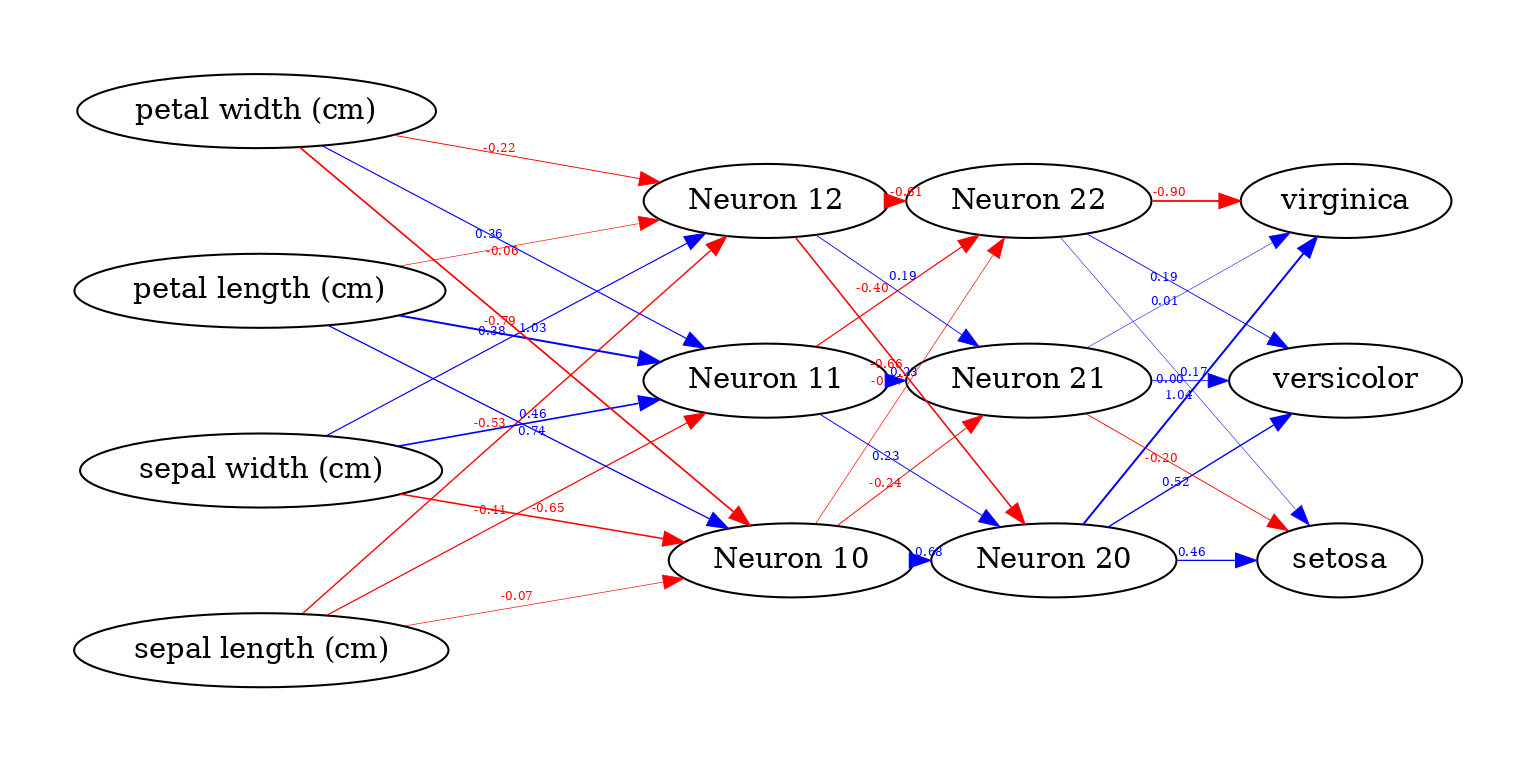 petal width (cm)
petal length (cm)
sepal width (cm)
sepal length (cm)
-0.22
0.36
-0.06
-0.79
0.38
1.03
0.46
-0.53
0.74
-0.41
-0.65
-0.07
Neuron 12
Neuron 11
Neuron 10
-0.61
0.19
-0.40
-0.66
0.23
0.23
-0.24
0.68
Neuron 22
Neuron 21
Neuron 20
-0.90
0.19
0.01
0.17
0.00
1.04
-0.20
0.52
0.46
virginica
versicolor
setosa